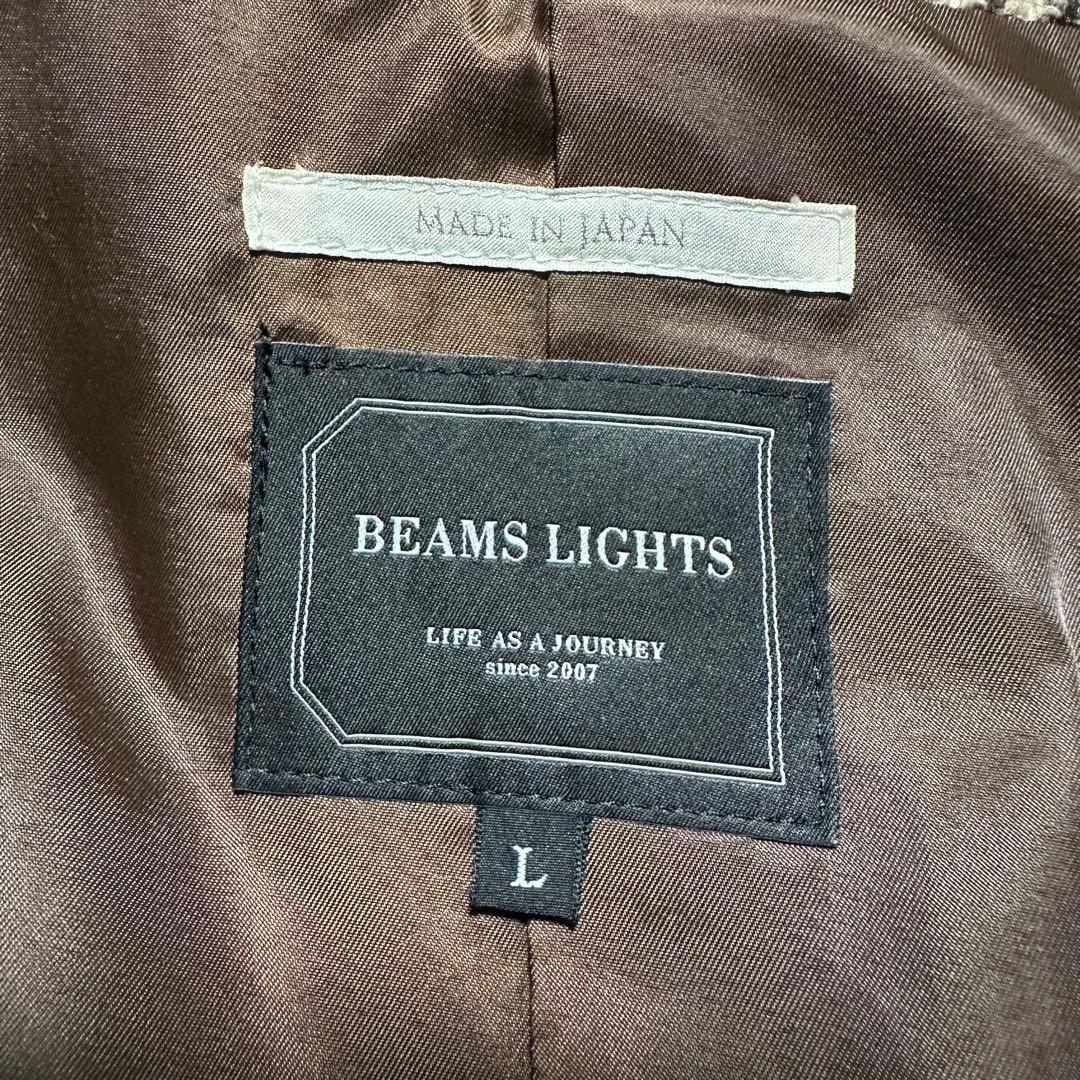 MADE IN JAPAN
BEAMS LIGHTS
LIFE AS A JOURNEY
since 2007
L